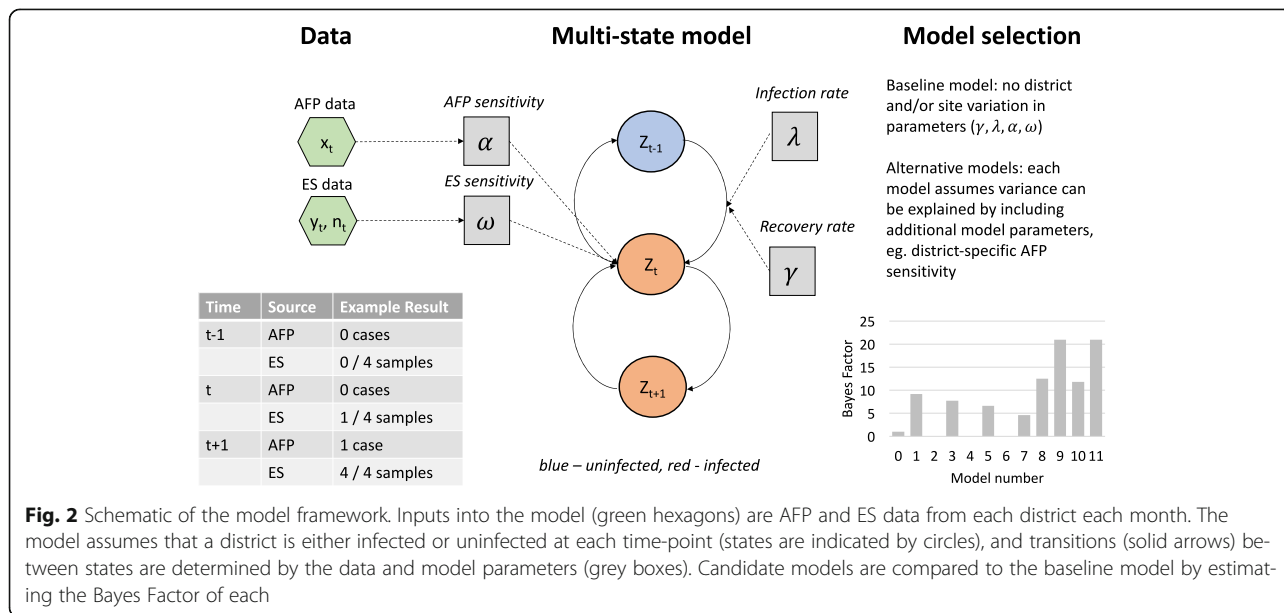 Data
Multi-state model
Model selection
AFP data
x_t
ES data
y_t, n_t
AFP sensitivity
α
ES sensitivity
ω
Z_t-1
Z_t
Z_t+1
Infection rate
λ
Recovery rate
γ
blue – uninfected, red - infected
Time Source Example Result
t-1 AFP 0 cases
ES 0 / 4 samples
t AFP 0 cases
ES 1 / 4 samples
t+1 AFP 1 case
ES 4 / 4 samples
Baseline model: no district
and/or site variation in
parameters (γ, λ, α, ω)
Alternative models: each
model assumes variance can
be explained by including
additional model parameters,
eg. district-specific AFP
sensitivity
Bayes Factor
25
20
15
10
5
0
0 1 2 3 4 5 6 7 8 9 10 11
Model number
Fig. 2 Schematic of the model framework. Inputs into the model (green hexagons) are AFP and ES data from each district each month. The
model assumes that a district is either infected or uninfected at each time-point (states are indicated by circles), and transitions (solid arrows) be-
tween states are determined by the data and model parameters (grey boxes). Candidate models are compared to the baseline model by estimat-
ing the Bayes Factor of each